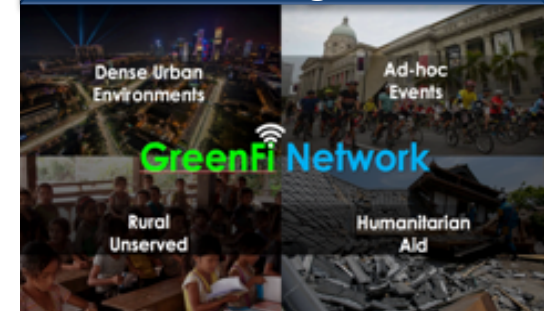 Dense Urban
Environments
Ad-hoc
Events
GreenFi Network
Rural
Unserved
Humanitarian
Aid